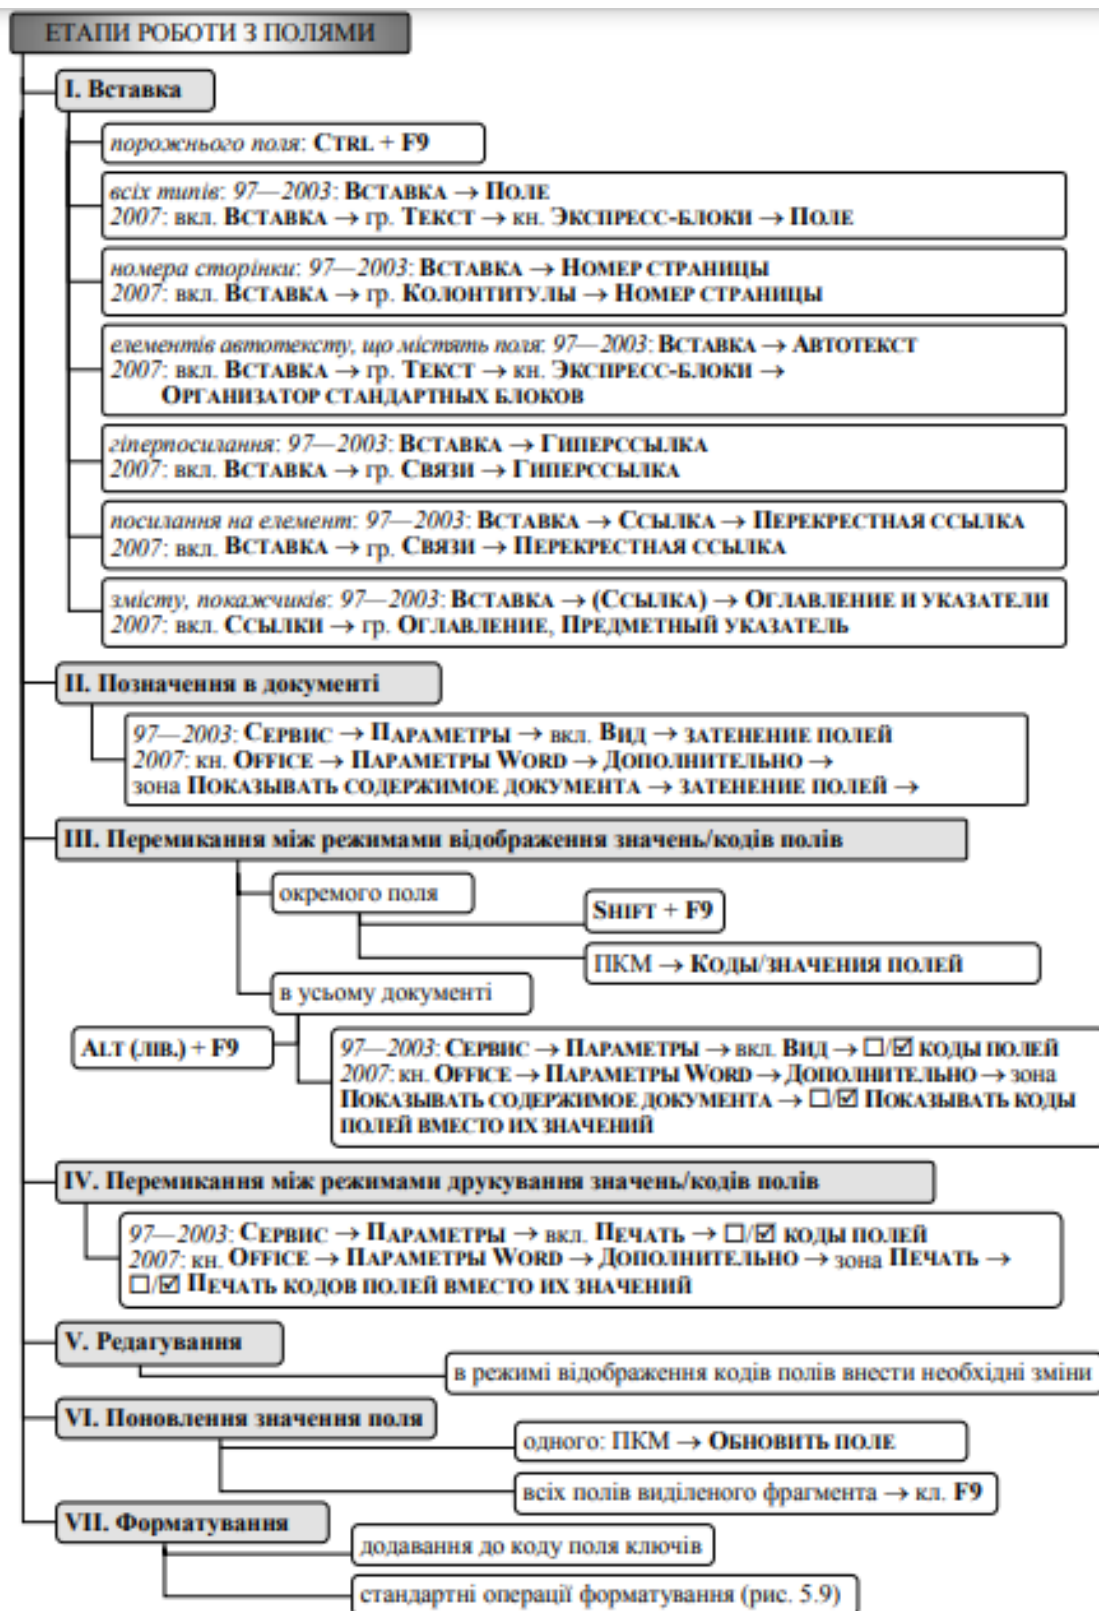 ЕТАПИ РОБОТИ З ПОЛЯМИ
I. Вставка
порожнього поля: CTRL + F9
всіх типів: 97—2003: ВСТАВКА → ПОЛЕ
2007: вкл. ВСТАВКА → гр. ТЕКСТ → кн. ЭКСПРЕСС-БЛОКИ → ПОЛЕ
номера сторінки: 97—2003: ВСТАВКА → НОМЕР СТРАНИЦЫ
2007: вкл. ВСТАВКА → гр. КОЛОНТИТУЛЫ → НОМЕР СТРАНИЦЫ
елементів автотексту, що містять поля: 97—2003: ВСТАВКА → АВТОТЕКСТ
2007: вкл. ВСТАВКА → гр. ТЕКСТ → кн. ЭКСПРЕСС-БЛОКИ →
ОРГАНИЗАТОР СТАНДАРТНЫХ БЛОКОВ
гіперпосилання: 97—2003: ВСТАВКА → ГИПЕРССЫЛКА
2007: вкл. ВСТАВКА → гр. СВЯЗИ → ГИПЕРССЫЛКА
посилання на елемент: 97—2003: ВСТАВКА → ССЫЛКА → ПЕРЕКРЕСТНАЯ ССЫЛКА
2007: вкл. ВСТАВКА → гр. СВЯЗИ → ПЕРЕКРЕСТНАЯ ССЫЛКА
змісту, покажчиків: 97—2003: ВСТАВКА → (ССЫЛКА) → ОГЛАВЛЕНИЕ И УКАЗАТЕЛИ
2007: вкл. ССЫЛКИ → гр. ОГЛАВЛЕНИЕ, ПРЕДМЕТНЫЙ УКАЗАТЕЛЬ
II. Позначення в документі
97—2003: СЕРВИС → ПАРАМЕТРЫ → вкл. ВИД → ЗАТЕНЕНИЕ ПОЛЕЙ
2007: кн. OFFICE → ПАРАМЕТРЫ WORD → ДОПОЛНИТЕЛЬНО →
зона ПОКАЗЫВАТЬ СОДЕРЖИМОЕ ДОКУМЕНТА → ЗАТЕНЕНИЕ ПОЛЕЙ →
III. Перемикання між режимами відображення значень/кодів полів
окремого поля
SHIFT + F9
ПКМ → КОДЫ/ЗНАЧЕНИЯ ПОЛЕЙ
в усьому документі
ALT (ЛІВ.) + F9
97—2003: СЕРВИС → ПАРАМЕТРЫ → вкл. ВИД → ☐/☑ КОДЫ ПОЛЕЙ
2007: кн. OFFICE → ПАРАМЕТРЫ WORD → ДОПОЛНИТЕЛЬНО → зона
ПОКАЗЫВАТЬ СОДЕРЖИМОЕ ДОКУМЕНТА → ☐/☑ ПОКАЗЫВАТЬ КОДЫ
ПОЛЕЙ ВМЕСТО ИХ ЗНАЧЕНИЙ
IV. Перемикання між режимами друкування значень/кодів полів
97—2003: СЕРВИС → ПАРАМЕТРЫ → вкл. ПЕЧАТЬ → ☐/☑ КОДЫ ПОЛЕЙ
2007: кн. OFFICE → ПАРАМЕТРЫ WORD → ДОПОЛНИТЕЛЬНО → зона ПЕЧАТЬ →
☐/☑ ПЕЧАТЬ КОДОВ ПОЛЕЙ ВМЕСТО ИХ ЗНАЧЕНИЙ
V. Редагування
в режимі відображення кодів полів внести необхідні зміни
VI. Поновлення значення поля
одного: ПКМ → ОБНОВИТЬ ПОЛЕ
всіх полів виділеного фрагмента → кл. F9
VII. Форматування
додавання до коду поля ключів
стандартні операції форматування (рис. 5.9)